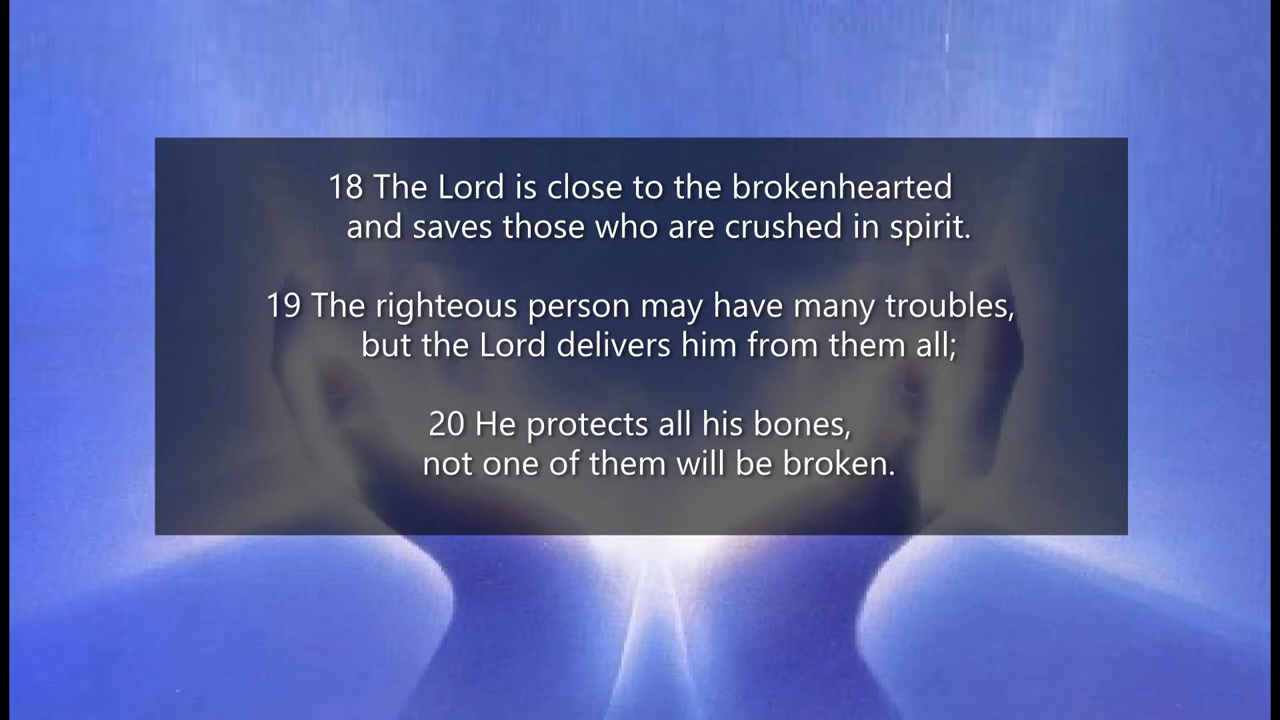 18 The Lord is close to the brokenhearted
and saves those who are crushed in spirit.
19 The righteous person may have many troubles,
but the Lord delivers him from them all;
20 He protects all his bones,
not one of them will be broken.